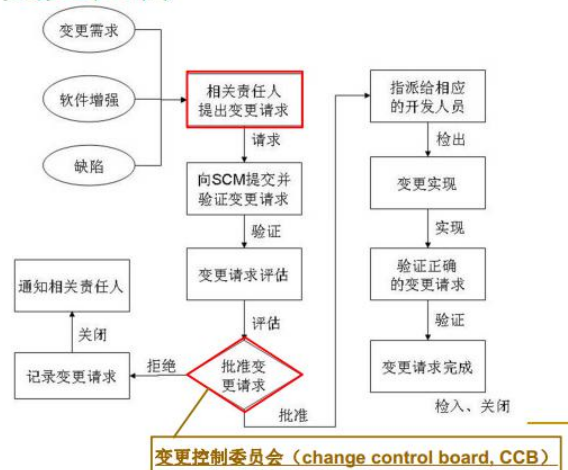 变更需求
软件增强
缺陷
相关责任人
提出变更请求
请求
向SCM提交并
验证变更请求
验证
变更请求评估
评估
批准变
更请求
拒绝
记录变更请求
关闭
通知相关责任人
批准
指派给相应
的开发人员
检出
变更实现
实现
验证正确
的变更请求
验证
变更请求完成
检入、关闭
变更控制委员会（change control board, CCB）